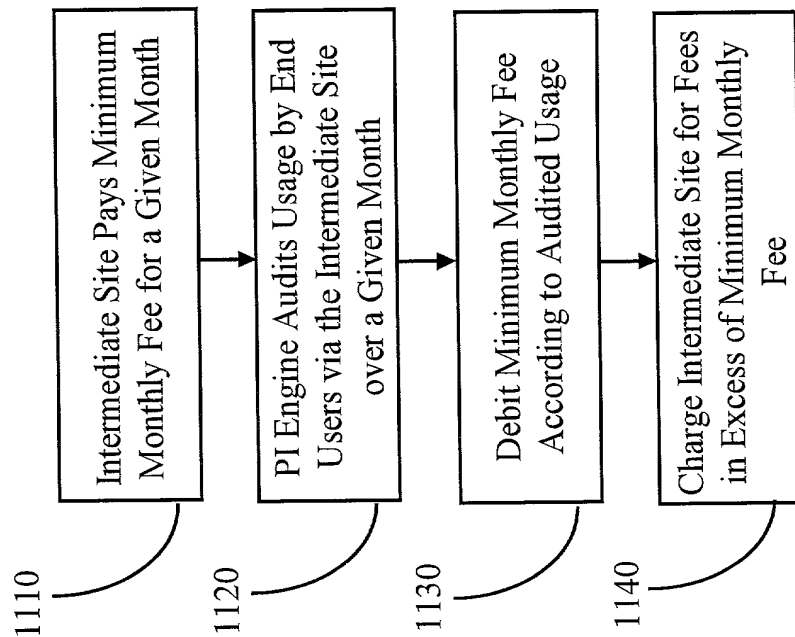 1110
Intermediate Site Pays Minimum
Monthly Fee for a Given Month
1120
PI Engine Audits Usage by End
Users via the Intermediate Site
over a Given Month
1130
Debit Minimum Monthly Fee
According to Audited Usage
1140
Charge Intermediate Site for Fees
in Excess of Minimum Monthly
Fee